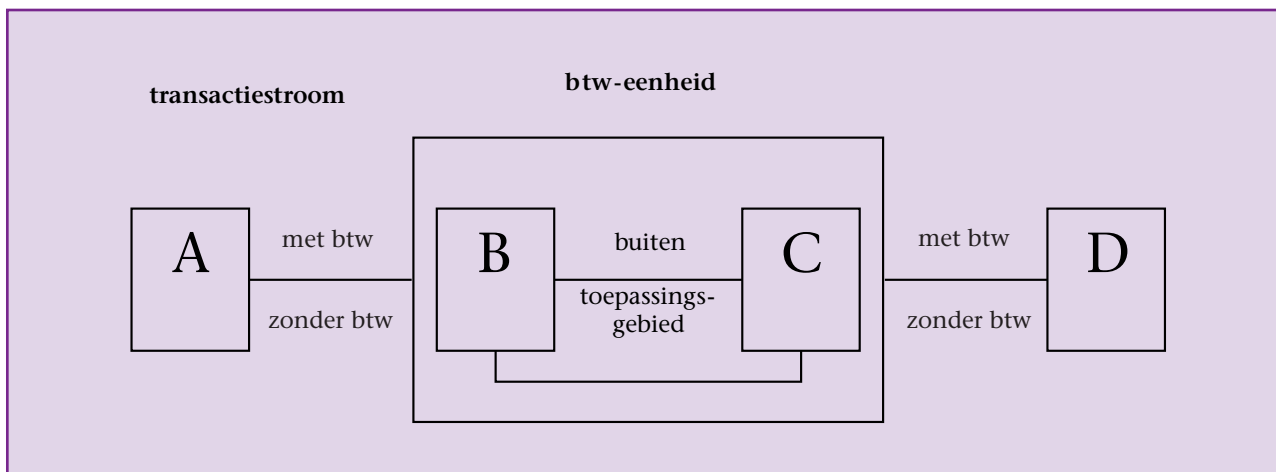 transactiestroom
btw-eenheid
A
met btw
zonder btw
B
buiten
toepassings-
gebied
C
met btw
zonder btw
D